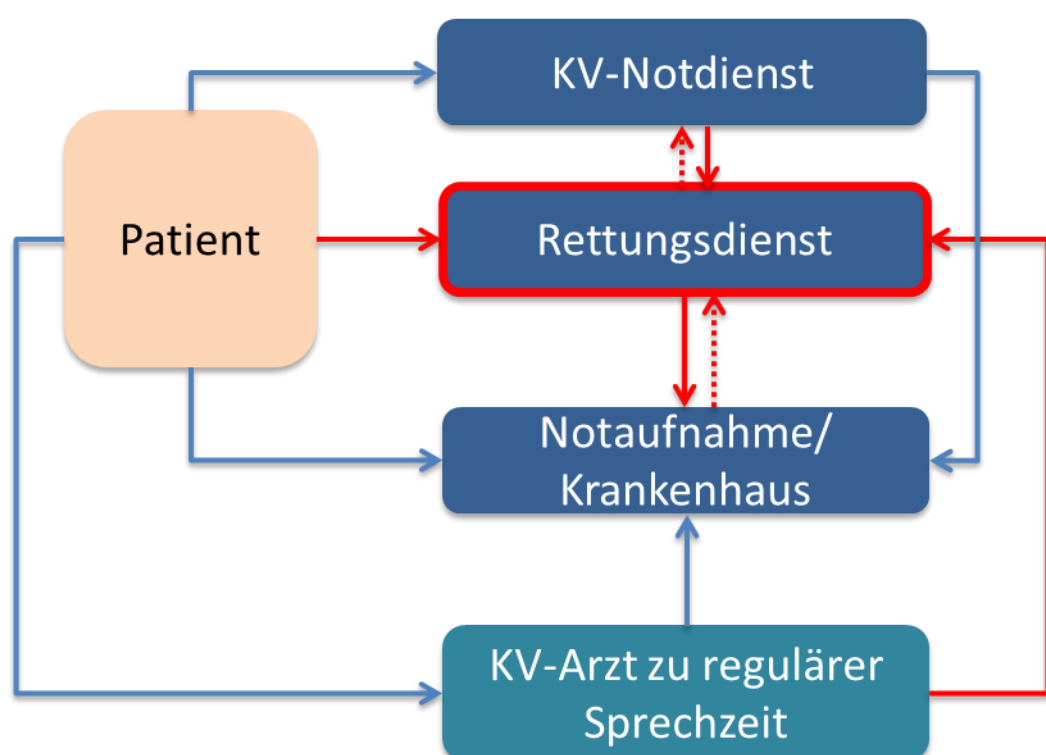 KV-Notdienst
Patient
Rettungsdienst
Notaufnahme/
Krankenhaus
KV-Arzt zu regulärer
Sprechzeit